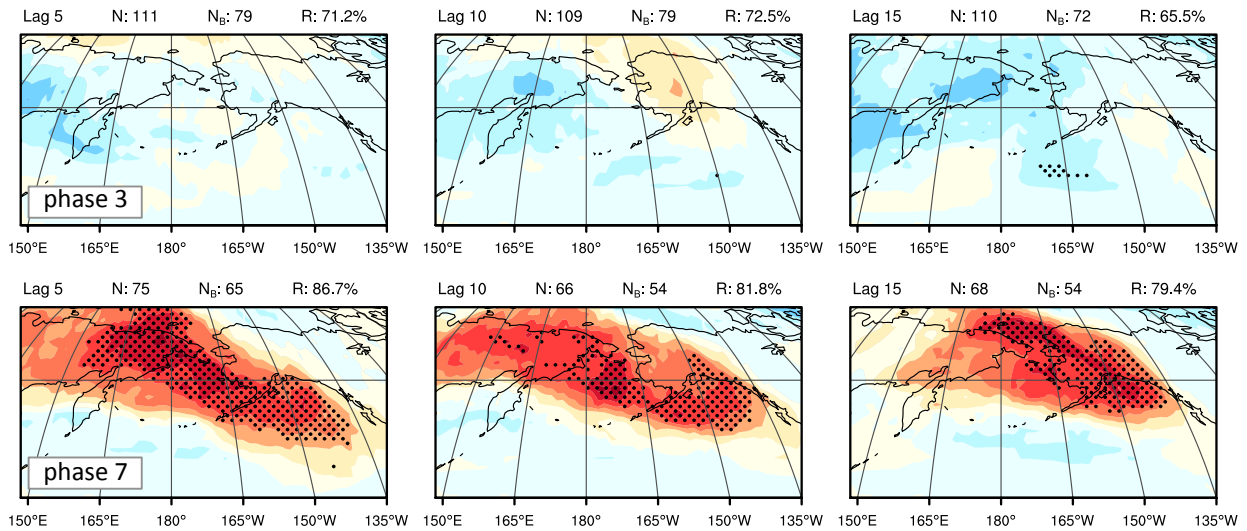 Lag 5 N: 111 N_B: 79 R: 71.2%
Lag 10 N: 109 N_B: 79 R: 72.5%
Lag 15 N: 110 N_B: 72 R: 65.5%
phase 3
150°E 165°E 180° 165°W 150°W 135°W
150°E 165°E 180° 165°W 150°W 135°W
150°E 165°E 180° 165°W 150°W 135°W
Lag 5 N: 75 N_B: 65 R: 86.7%
Lag 10 N: 66 N_B: 54 R: 81.8%
Lag 15 N: 68 N_B: 54 R: 79.4%
phase 7
150°E 165°E 180° 165°W 150°W 135°W
150°E 165°E 180° 165°W 150°W 135°W
150°E 165°E 180° 165°W 150°W 135°W